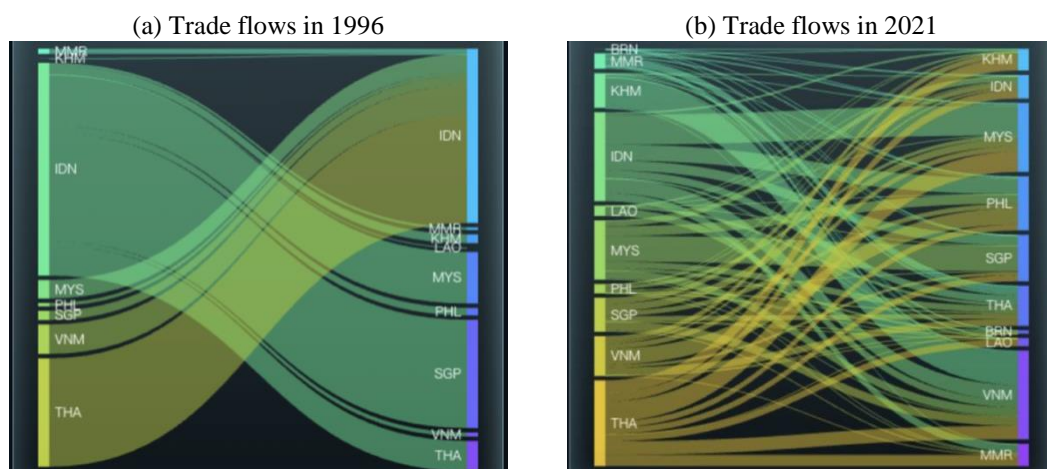 (a) Trade flows in 1996
MMR
KHM
IDN
MYS
PHL
SGP
VNM
THA
IDN
MMR
KHM
LAO
MYS
PHL
SGP
VNM
THA
(b) Trade flows in 2021
BRN
MMR
KHM
IDN
LAO
MYS
PHL
SGP
VNM
THA
KHM
IDN
MYS
PHL
SGP
THA
BRN
LAO
VNM
MMR